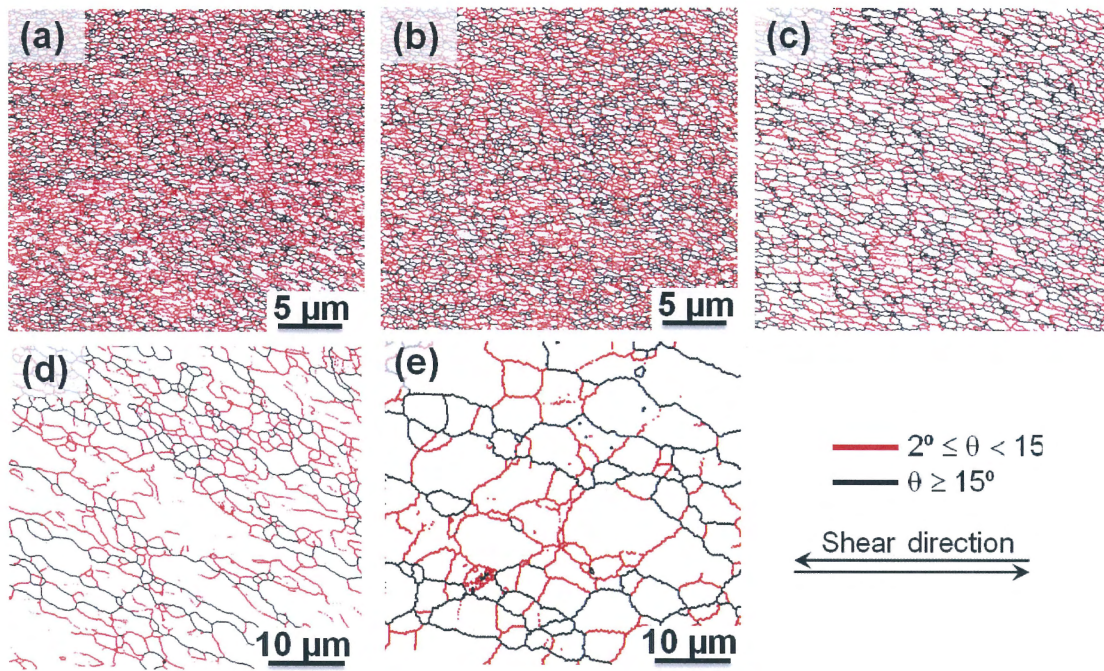 (a)
(b)
(c)
5 µm
5 µm
(d)
(e)
2º ≤ θ < 15
θ ≥ 15º
Shear direction
10 µm
10 µm